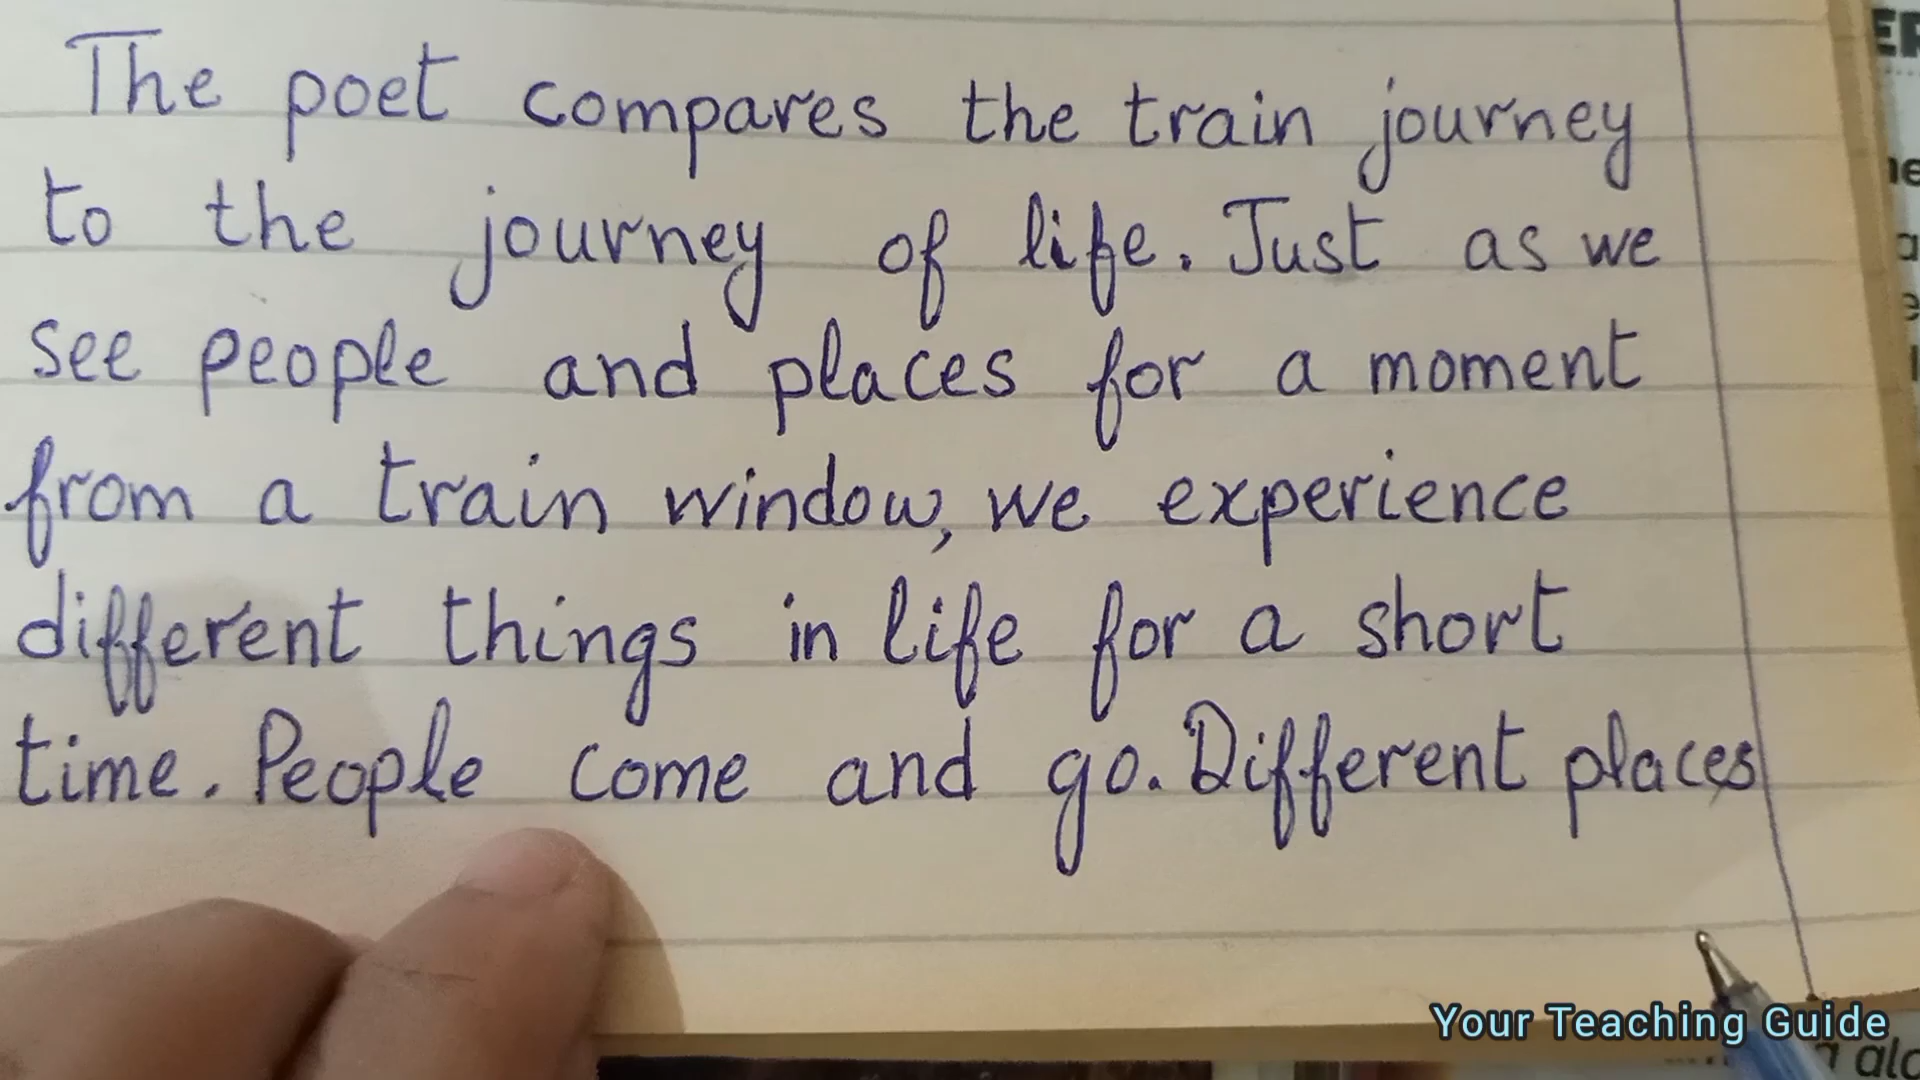 The poet compares the train journey
to the journey of life. Just as we
see people and places for a moment
from a train window, we experience
different things in life for a short
time. People come and go. Different places
Your Teaching Guide